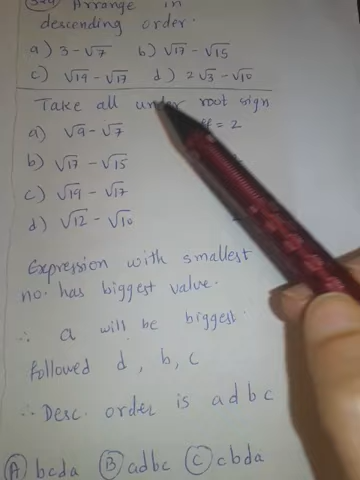 Arrange in
descending order.
a) 3-√7 b) √17 - √15
c) √19 - √17 d) 2√3 - √10
Take all under root sign
a) √9 - √7 = 2
b) √17 - √15
c) √19 - √17
d) √12 - √10
Expression with smallest
no. has biggest value.
∴ a will be biggest
followed d, b, c
∴ Desc. order is a d b c
(A) bcda (B) adbc (C) cbda